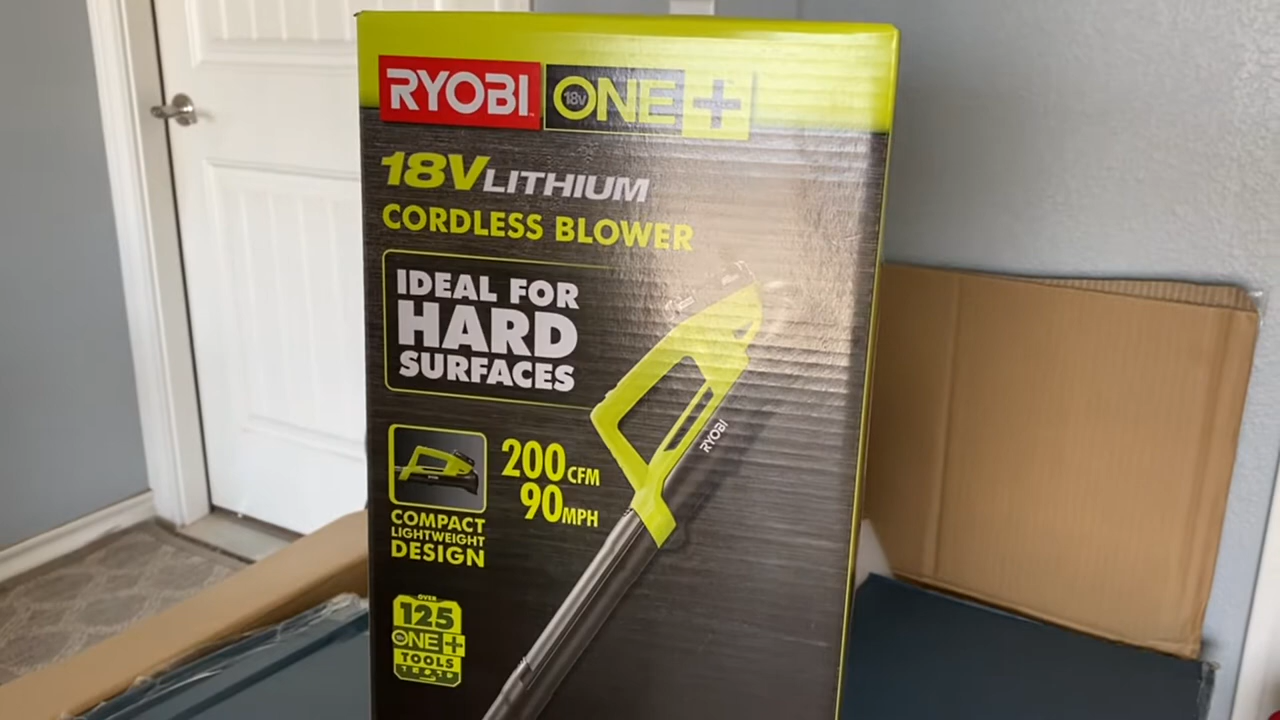 RYOBI 18V ONE+
18V LITHIUM
CORDLESS BLOWER
IDEAL FOR
HARD
SURFACES
RYOBI
200 CFM
90 MPH
COMPACT
LIGHTWEIGHT
DESIGN
OVER
125
ONE+
TOOLS